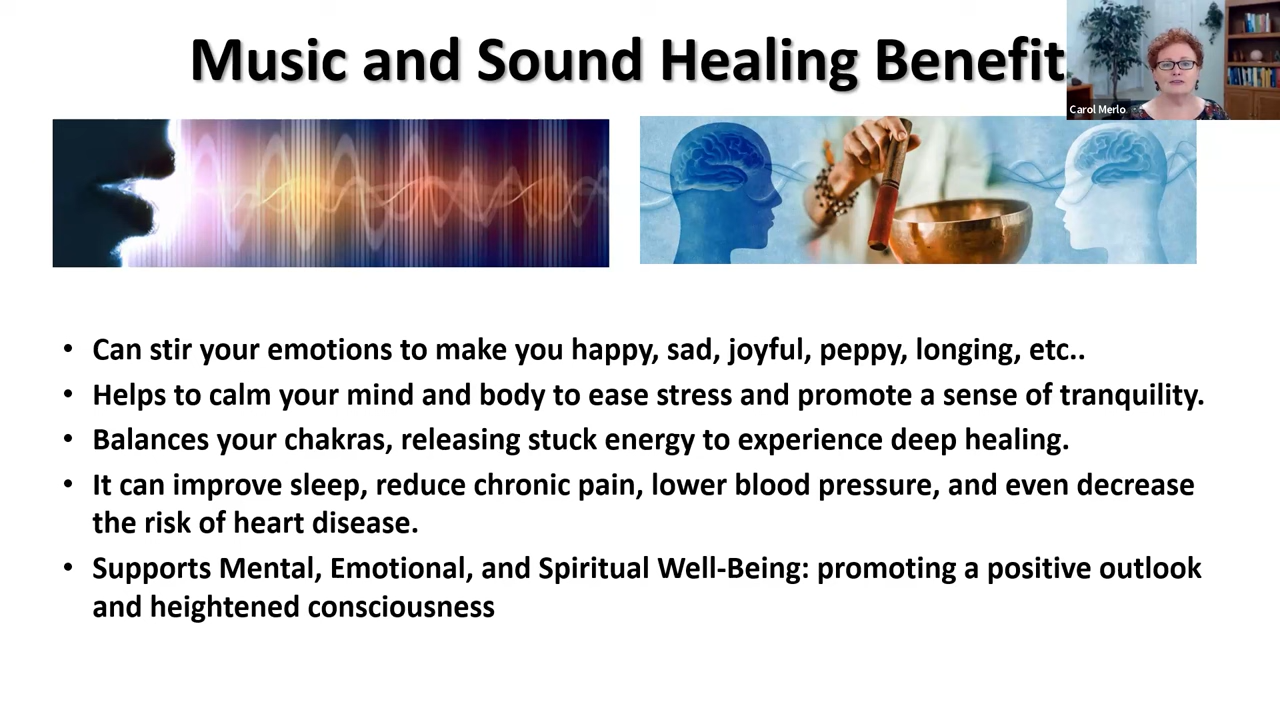 Music and Sound Healing Benefit
Carol Merlo
• Can stir your emotions to make you happy, sad, joyful, peppy, longing, etc..
• Helps to calm your mind and body to ease stress and promote a sense of tranquility.
• Balances your chakras, releasing stuck energy to experience deep healing.
• It can improve sleep, reduce chronic pain, lower blood pressure, and even decrease
the risk of heart disease.
• Supports Mental, Emotional, and Spiritual Well-Being: promoting a positive outlook
and heightened consciousness